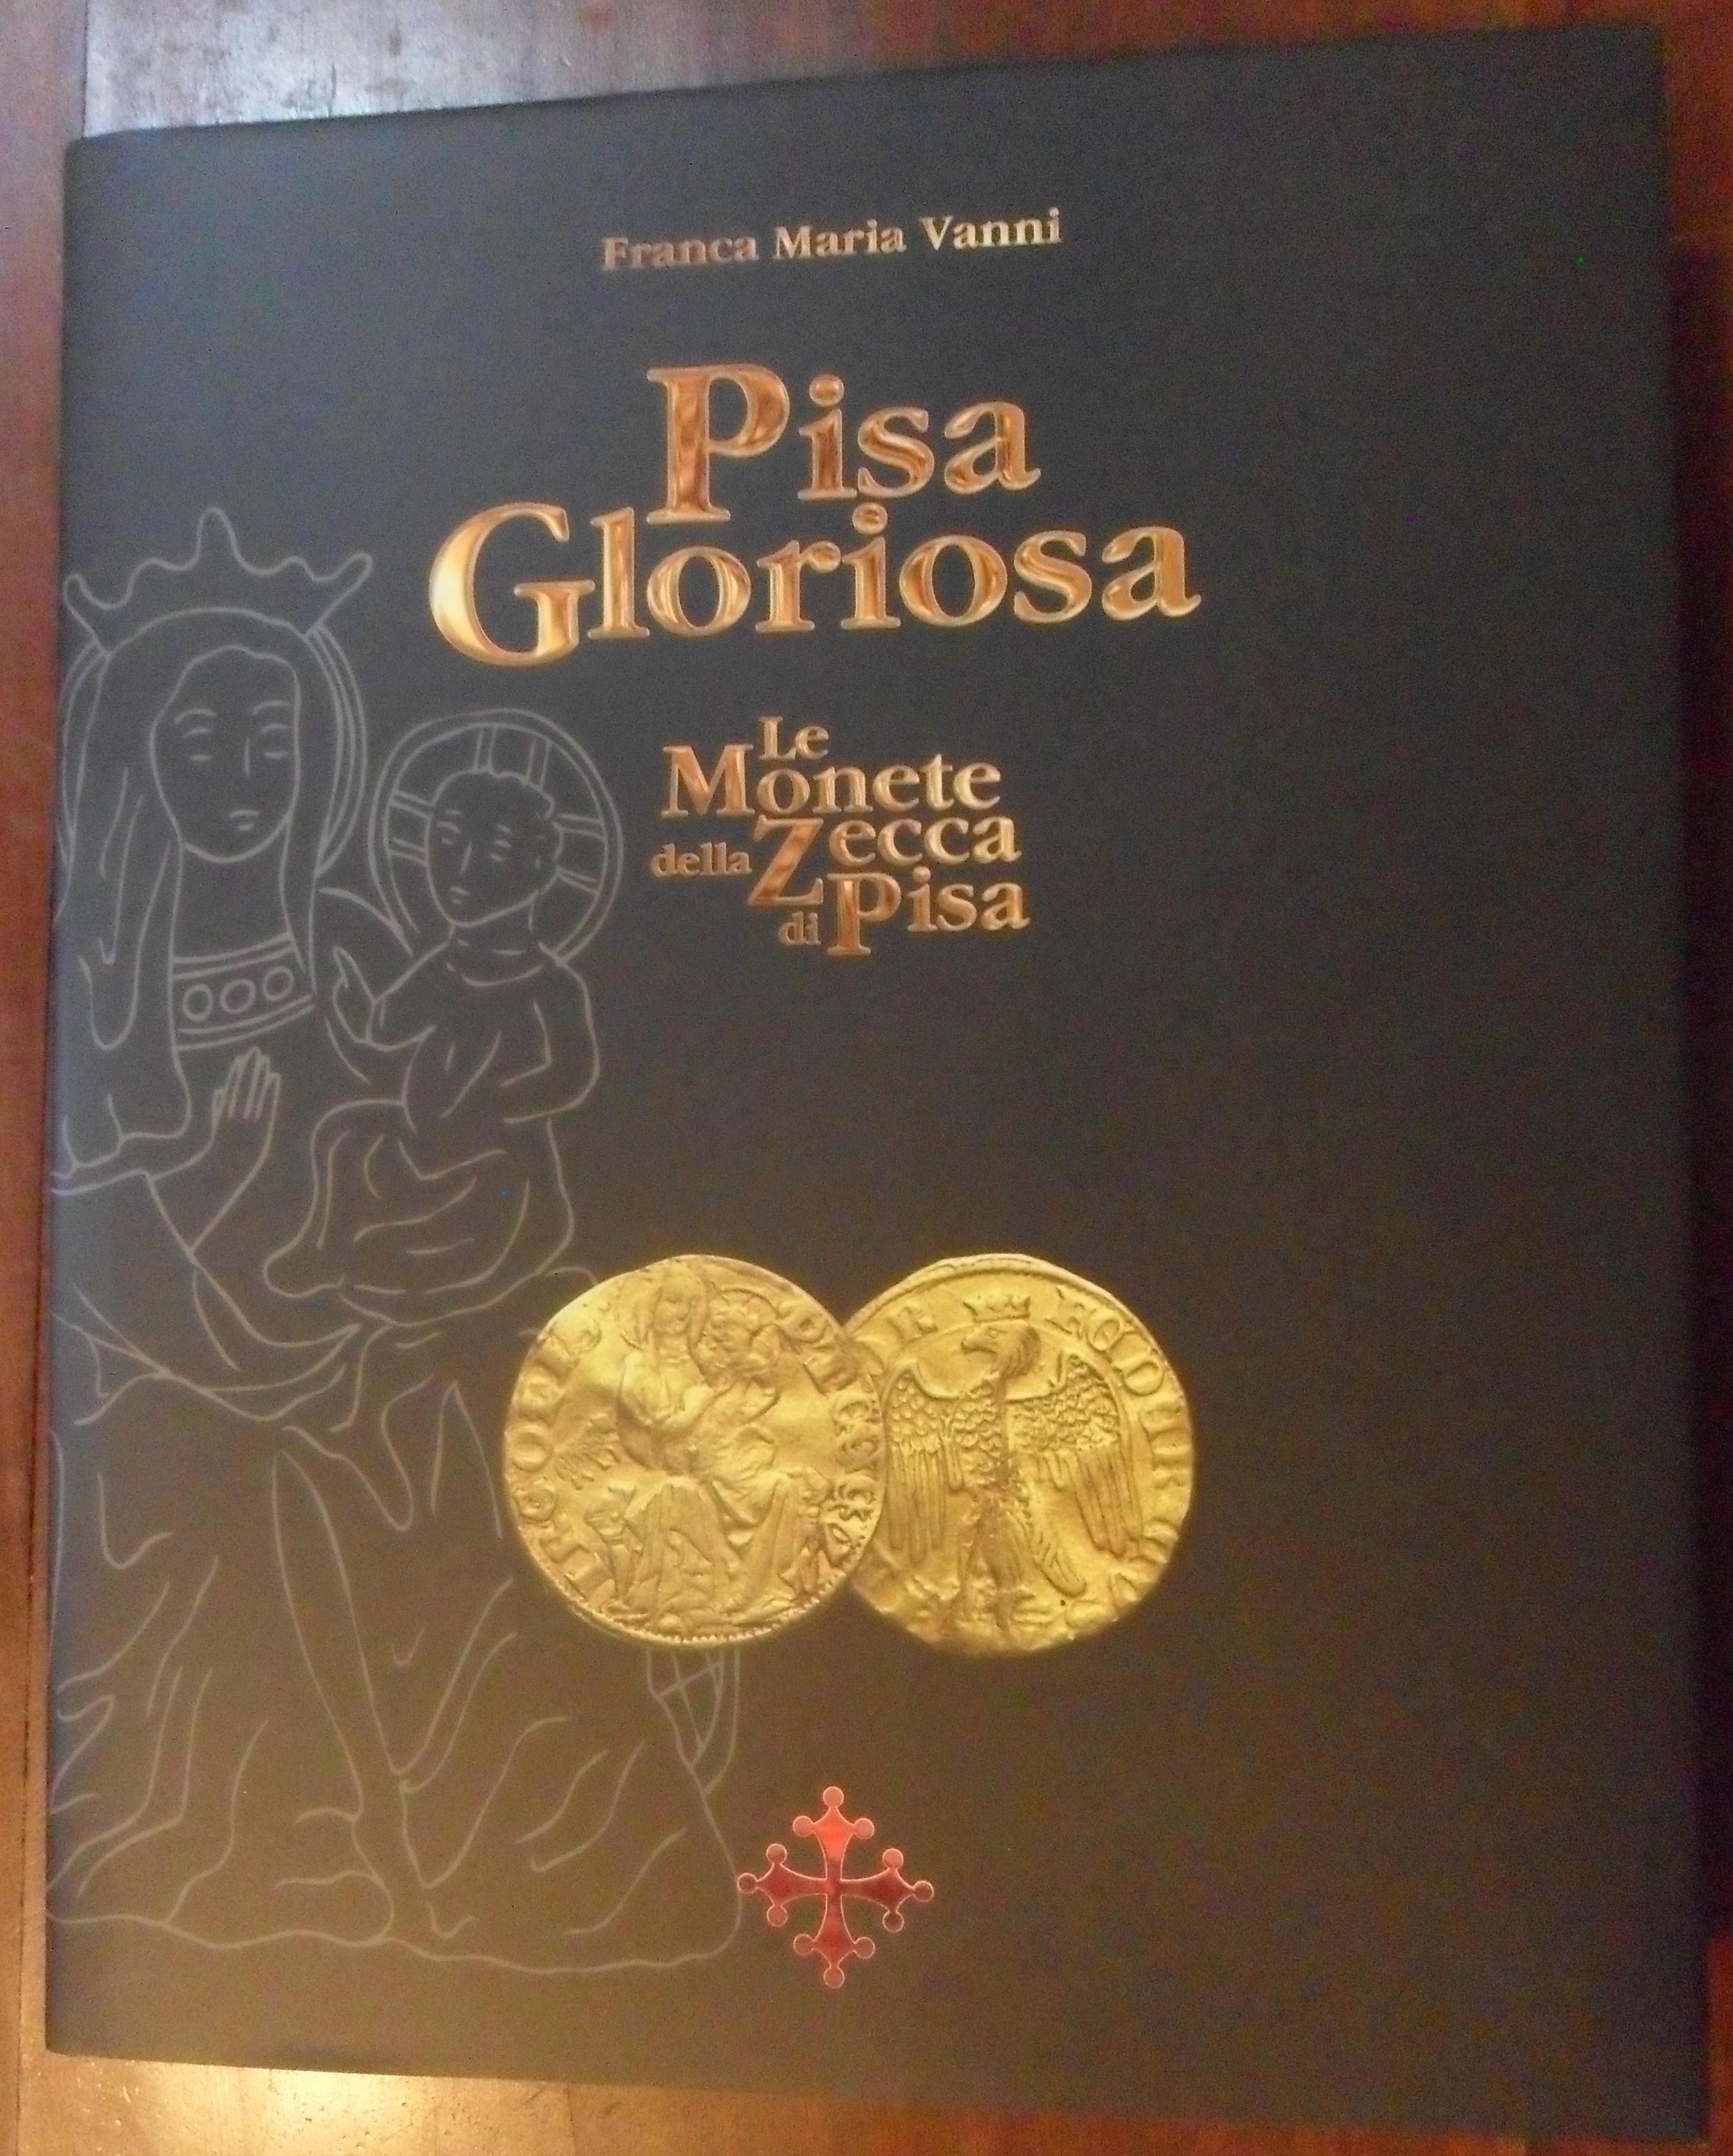 Franca Maria Vanni
Pisa
Gloriosa
Le
Monete
della Zecca
di Pisa